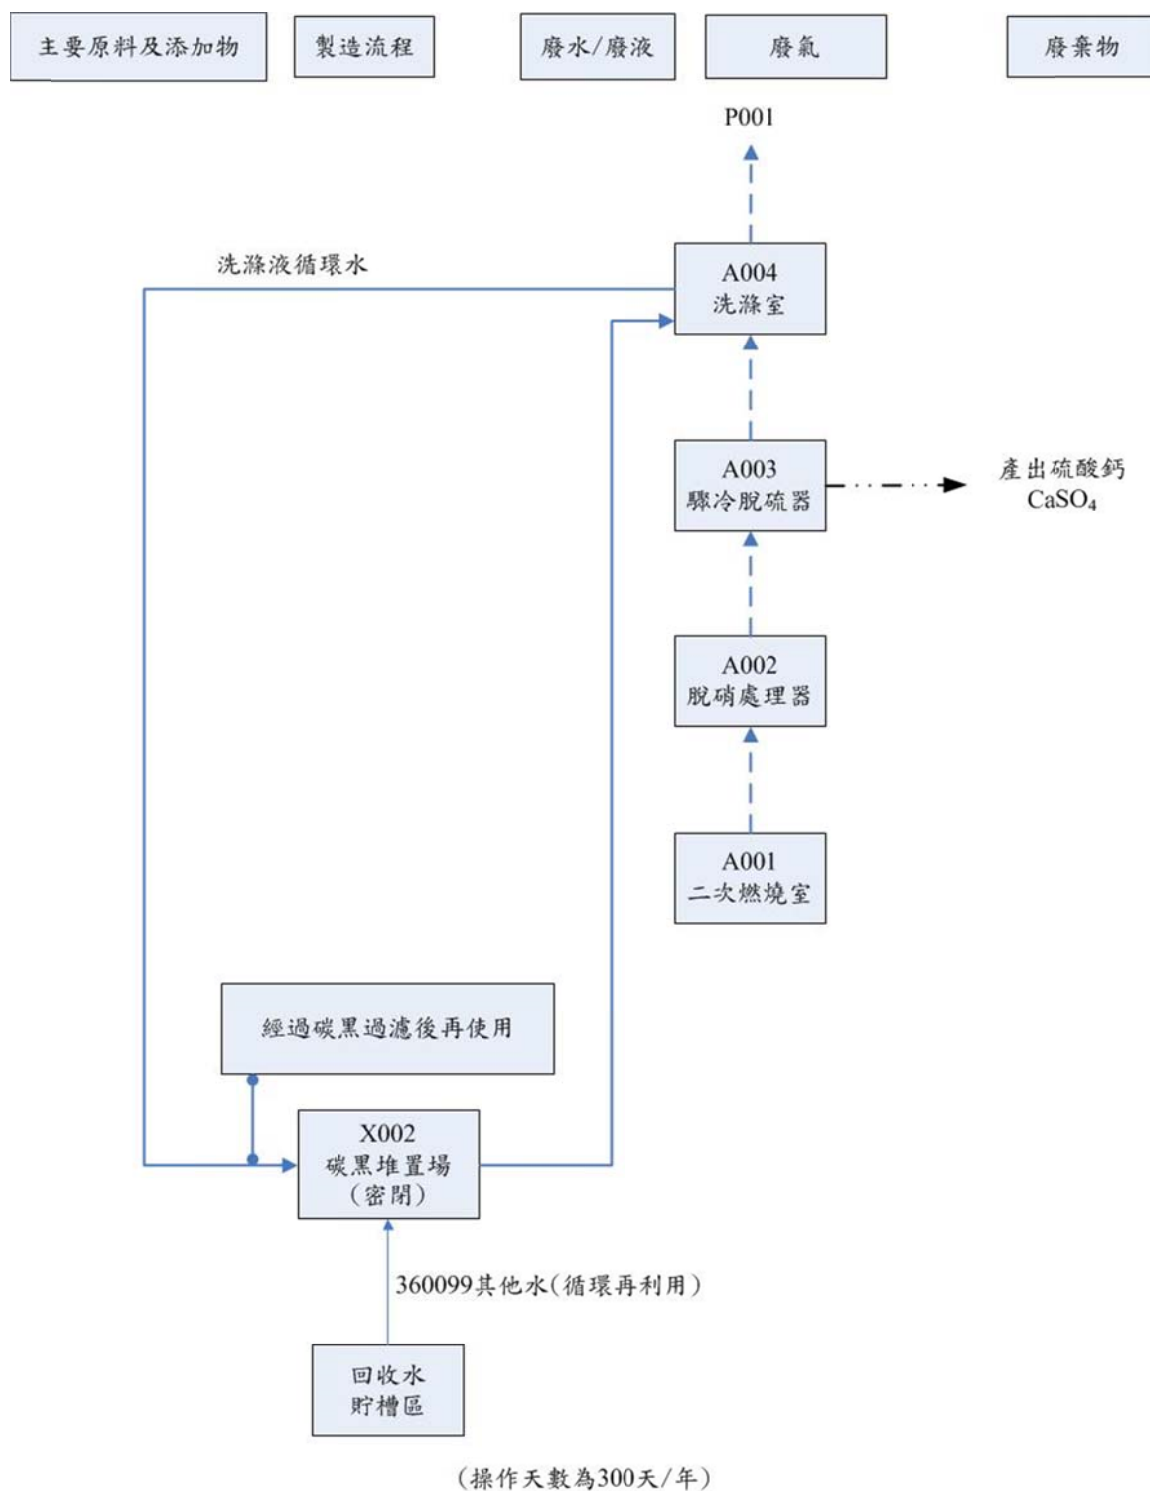 主要原料及添加物
製造流程
廢水/廢液
廢氣
廢棄物
P001
洗滌液循環水
A004
洗滌室
A003
驟冷脫硫器
產出硫酸鈣
CaSO₄
A002
脫硝處理器
A001
二次燃燒室
經過碳黑過濾後再使用
X002
碳黑堆置場
(密閉)
360099其他水(循環再利用)
回收水
貯槽區
(操作天數為300天/年)